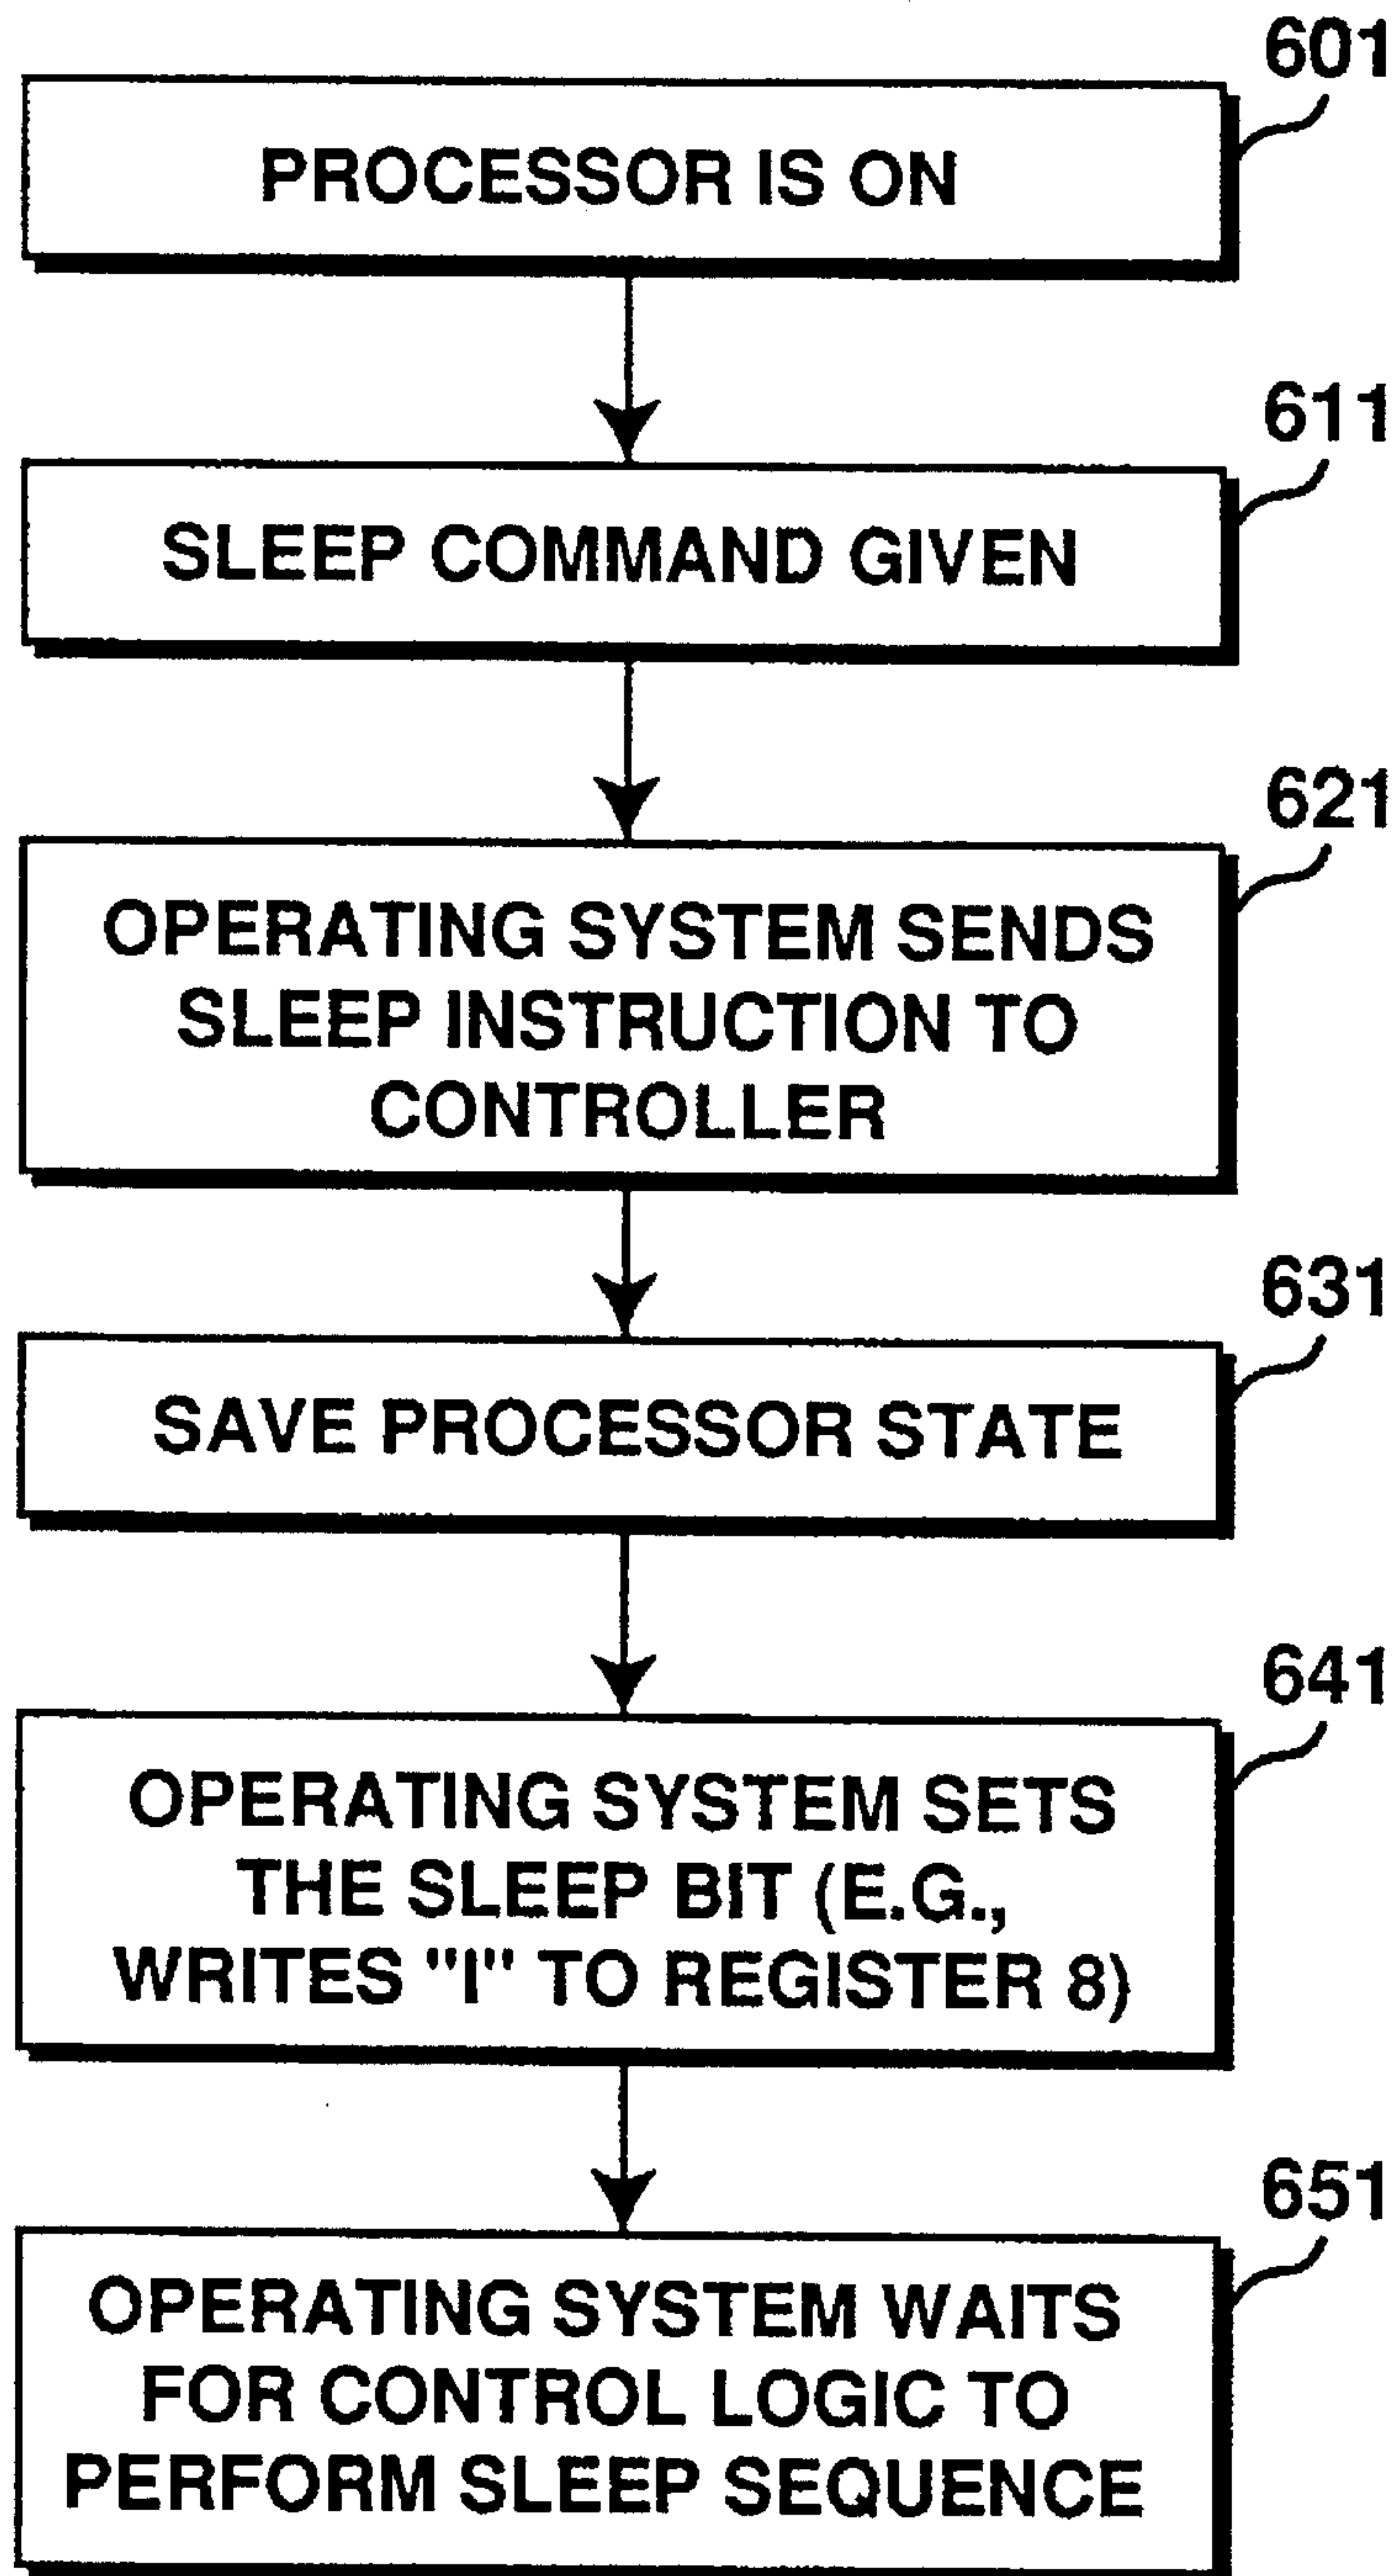 601
PROCESSOR IS ON
611
SLEEP COMMAND GIVEN
621
OPERATING SYSTEM SENDS
SLEEP INSTRUCTION TO
CONTROLLER
631
SAVE PROCESSOR STATE
641
OPERATING SYSTEM SETS
THE SLEEP BIT (E.G.,
WRITES "I" TO REGISTER 8)
651
OPERATING SYSTEM WAITS
FOR CONTROL LOGIC TO
PERFORM SLEEP SEQUENCE